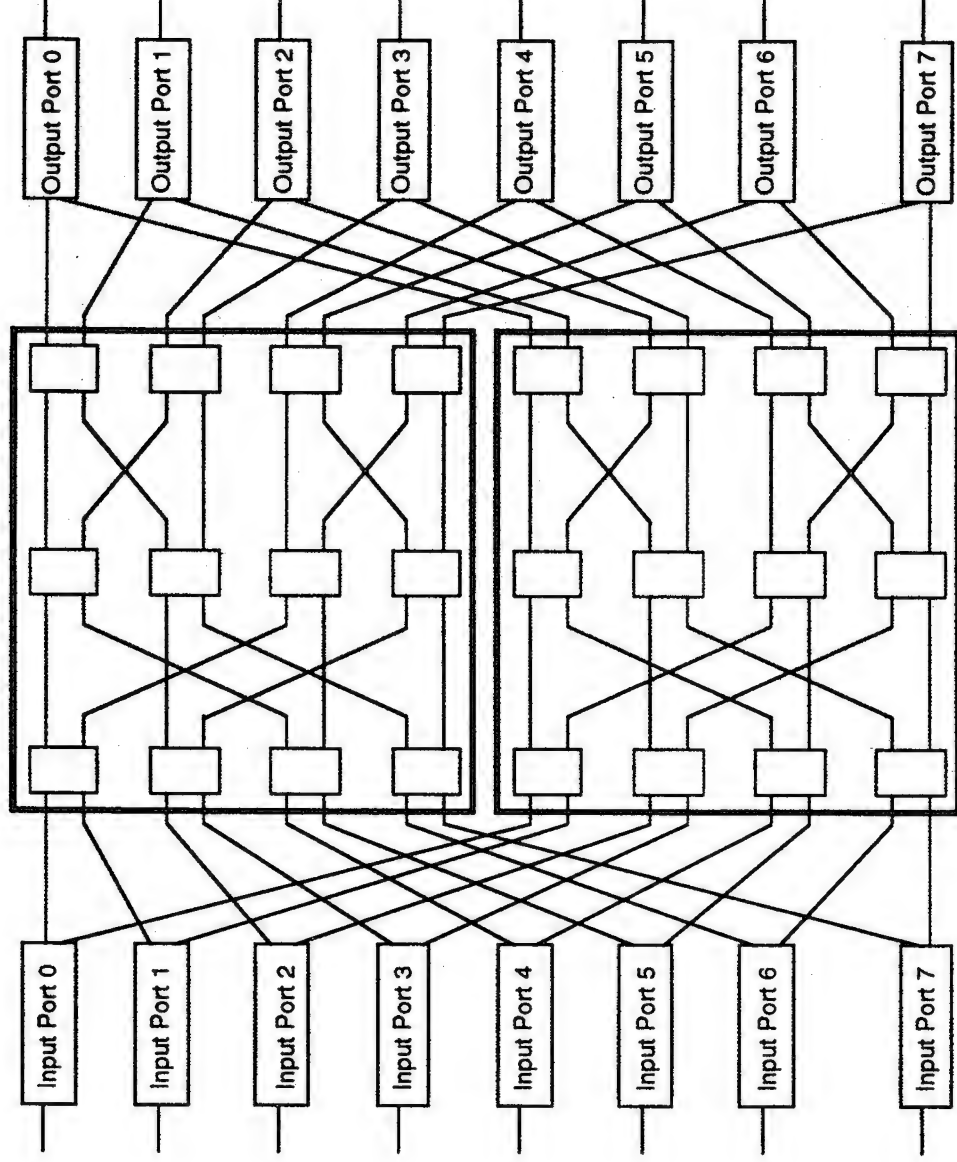 Output Port 0
Output Port 1
Output Port 2
Output Port 3
Output Port 4
Output Port 5
Output Port 6
Output Port 7
Input Port 0
Input Port 1
Input Port 2
Input Port 3
Input Port 4
Input Port 5
Input Port 6
Input Port 7